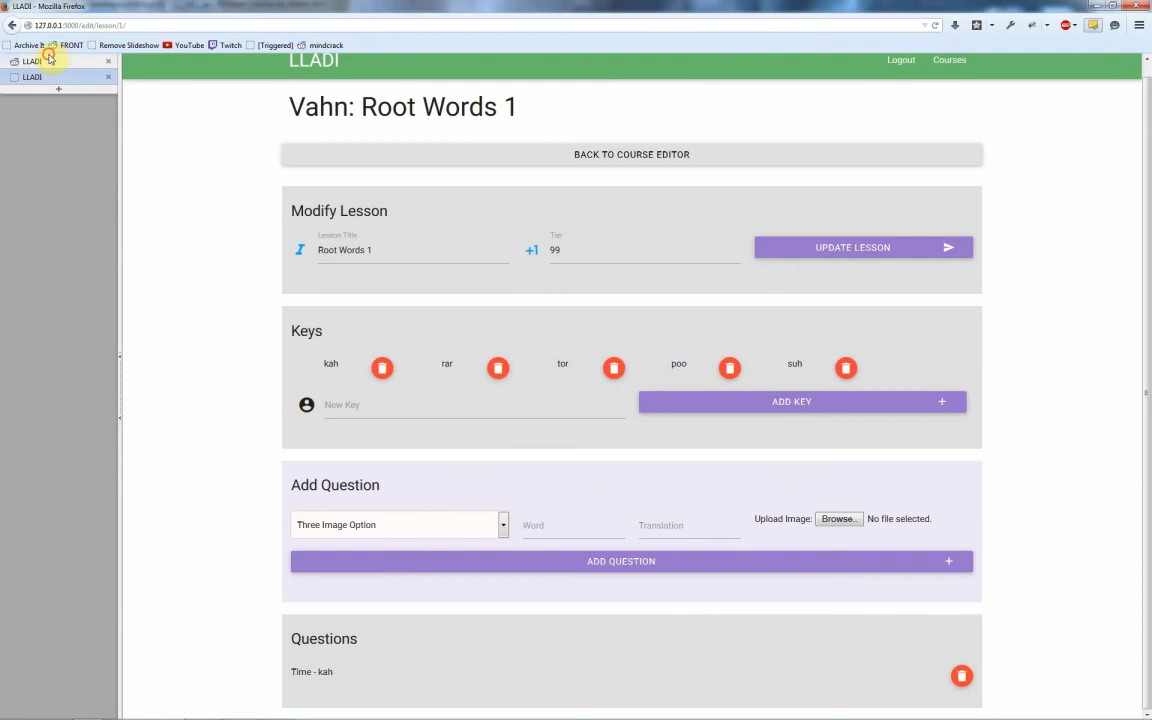 LLADI - Mozilla Firefox
127.0.0.1:5000/edit/lesson/1/
Archive It FRONT Remove Slideshow YouTube Twitch [Triggered] mindcrack
LLADI
LLADI
LLADI Logout Courses
Vahn: Root Words 1
BACK TO COURSE EDITOR
Modify Lesson
Lesson Title Tier
Root Words 1 +1 99 UPDATE LESSON
Keys
kah rar tor poo suh
New Key ADD KEY +
Add Question
Three Image Option Word Translation Upload Image: Browse... No file selected.
ADD QUESTION +
Questions
Time - kah